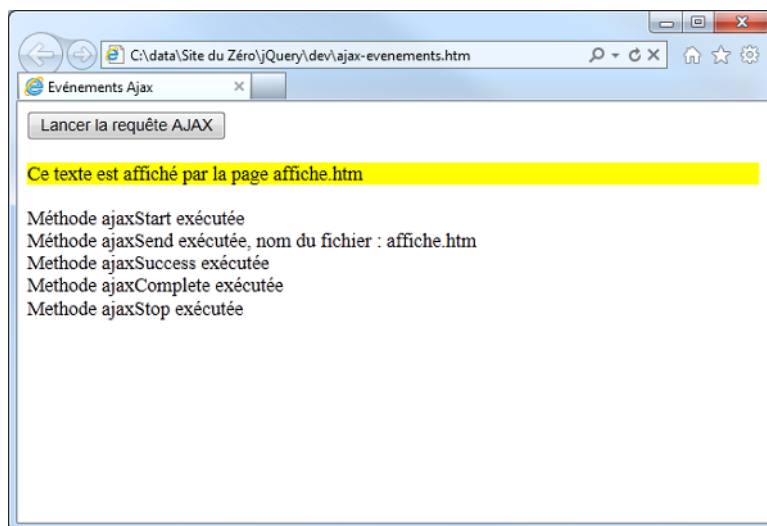 C:\data\Site du Zéro\jQuery\dev\ajax-evenements.htm
Evénements Ajax
Lancer la requête AJAX
Ce texte est affiché par la page affiche.htm
Méthode ajaxStart exécutée
Méthode ajaxSend exécutée, nom du fichier : affiche.htm
Methode ajaxSuccess exécutée
Methode ajaxComplete exécutée
Methode ajaxStop exécutée